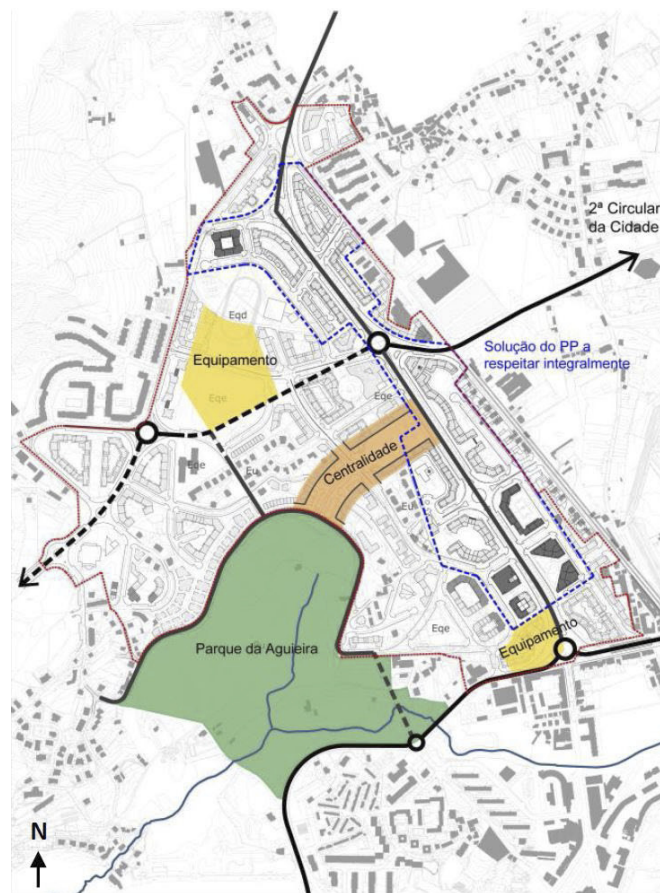 2ª Circular
da Cidade
Eqd
Equipamento
Eqe
Solução do PP a
respeitar integralmente
Eqe
Centralidade
Eqe
Eu
Eu
Parque da Aguieira
Eqe
Equipamento
N